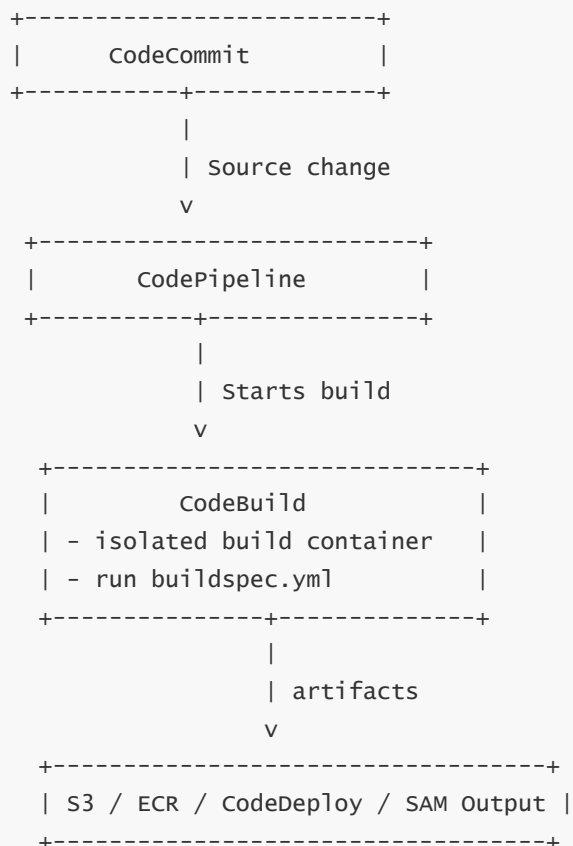 +-------------------------+
|      CodeCommit         |
+-----------+-------------+
            |
            | Source change
            v
 +---------------------------+
 |       CodePipeline        |
 +-----------+---------------+
             |
             | Starts build
             v
  +------------------------------+
  |         CodeBuild            |
  | - isolated build container   |
  | - run buildspec.yml          |
  +---------------+--------------+
                  |
                  | artifacts
                  v
  +-----------------------------------+
  | S3 / ECR / CodeDeploy / SAM Output |
  +-----------------------------------+